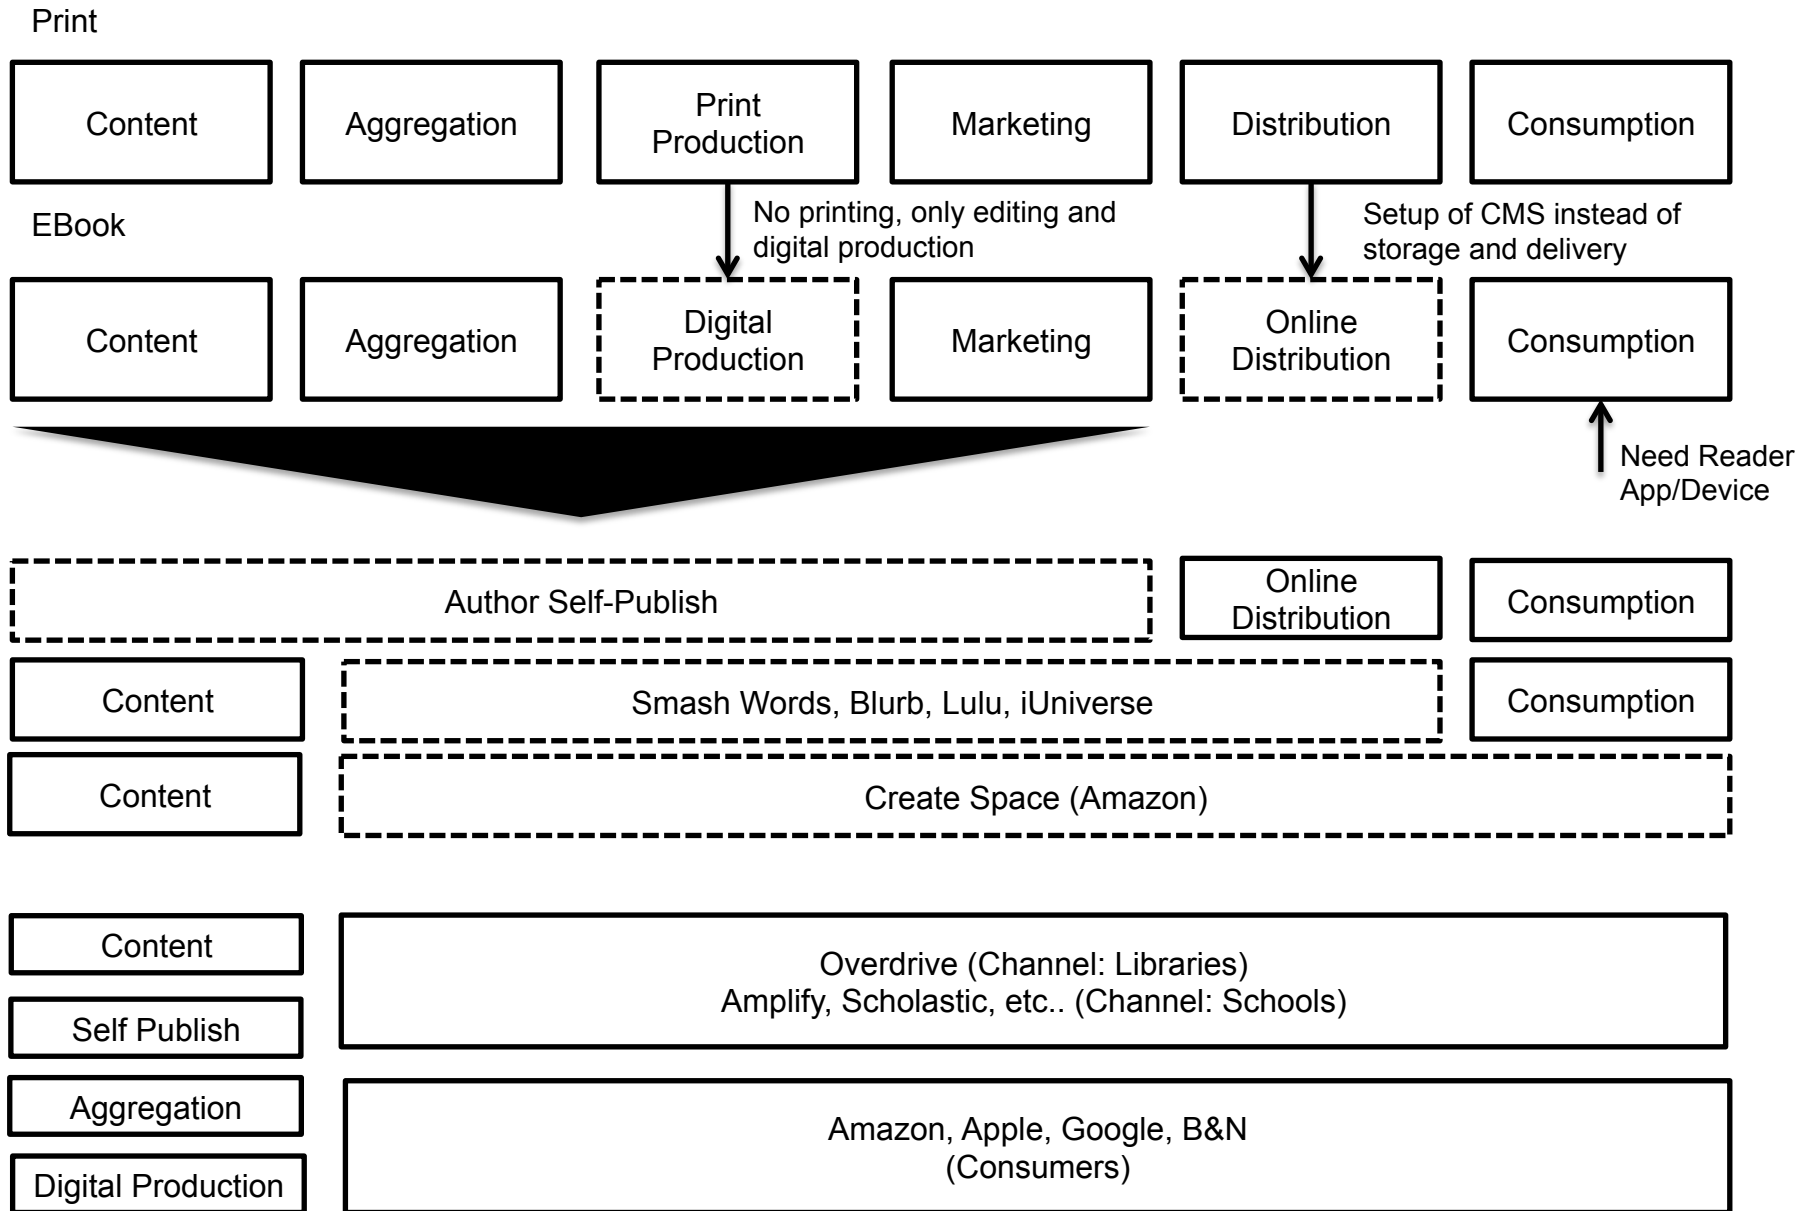 Print
Content
Aggregation
Print
Production
Marketing
Distribution
Consumption
No printing, only editing and
digital production
Setup of CMS instead of
storage and delivery
EBook
Content
Aggregation
Digital
Production
Marketing
Online
Distribution
Consumption
Need Reader
App/Device
Author Self-Publish
Online
Distribution
Consumption
Content
Smash Words, Blurb, Lulu, iUniverse
Consumption
Content
Create Space (Amazon)
Content
Self Publish
Overdrive (Channel: Libraries)
Amplify, Scholastic, etc.. (Channel: Schools)
Aggregation
Digital Production
Amazon, Apple, Google, B&N
(Consumers)